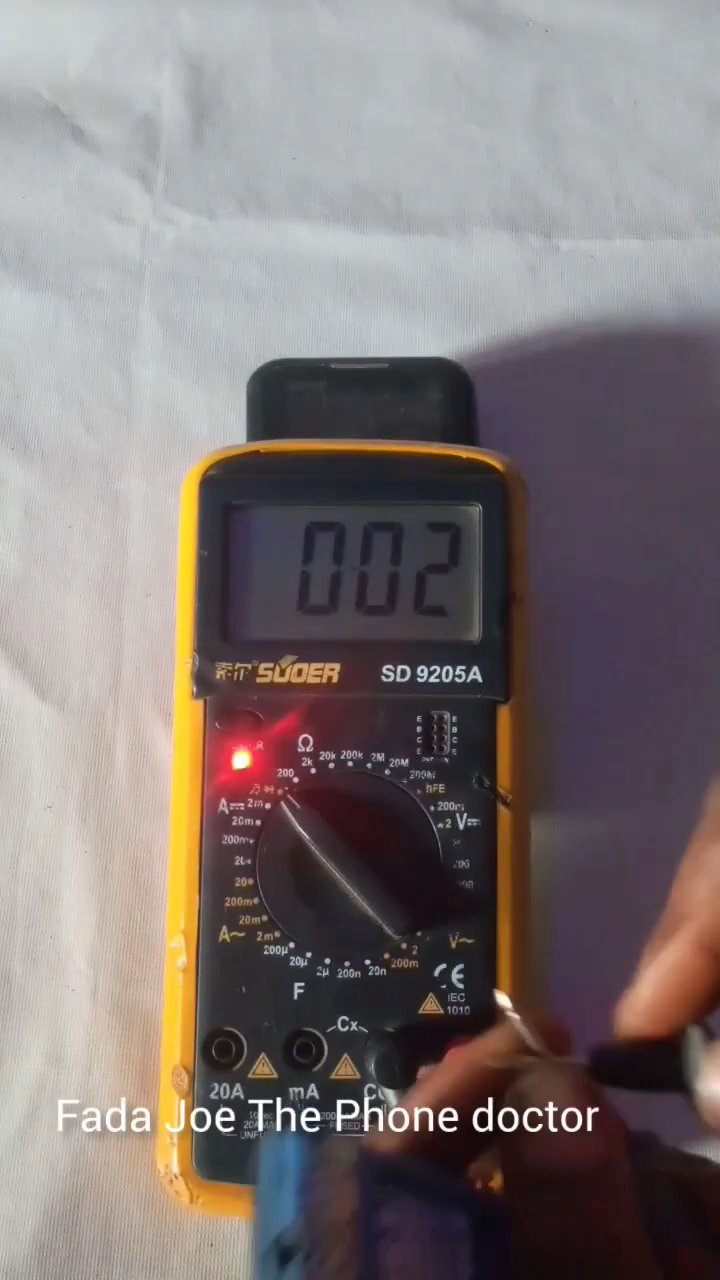 002
SUOER
SD 9205A
E E
B B
C C
E E
Ω
200 2k 20k 200k 2M 20M 200M
hFE
A⎓ 2m
20m
200m
200m
V⎓
2
20
200m
20m
A~ 2m
V~
200µ 20µ 2µ 200n 20n 200m 2
F
CE
IEC
1010
Cx
20A mA
Fada Joe The Phone doctor
FUSED